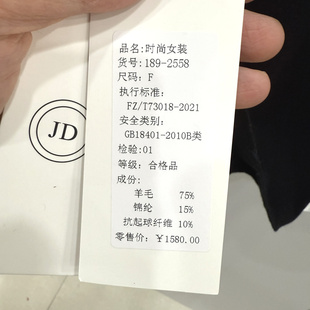 JD
品名:时尚女装
货号:189-2558
尺码:F
执行标准:
FZ/T73018-2021
安全类别:
GB18401-2010B类
检验:01
等级:合格品
成份:
羊毛 75%
锦纶 15%
抗起球纤维 10%
零售价:¥1580.00